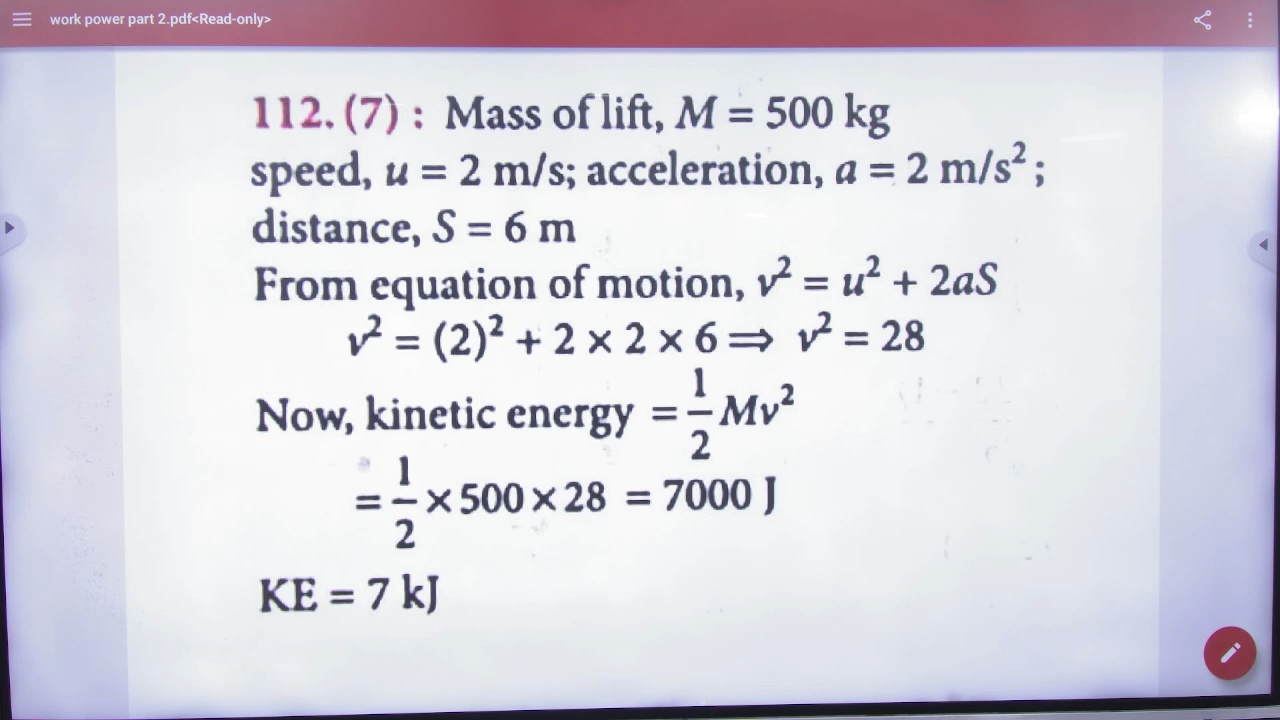 work power part 2.pdf<Read-only>
112. (7) : Mass of lift, M = 500 kg
speed, u = 2 m/s; acceleration, a = 2 m/s²;
distance, S = 6 m
From equation of motion, v² = u² + 2aS
v² = (2)² + 2 × 2 × 6 ⟹ v² = 28
Now, kinetic energy = 1/2 Mv²
= 1/2 × 500 × 28 = 7000 J
KE = 7 kJ